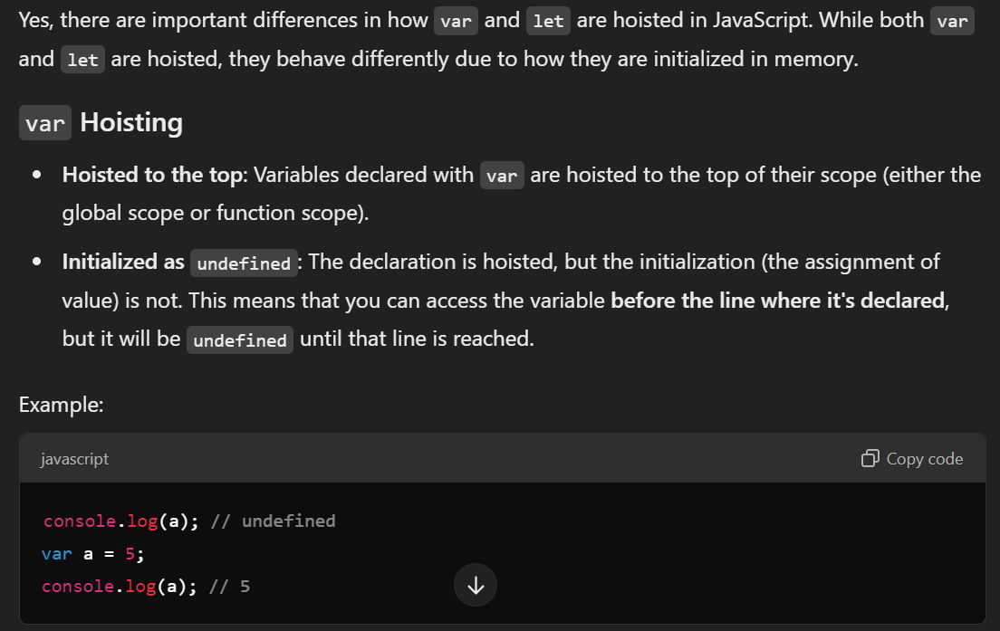 Yes, there are important differences in how var and let are hoisted in JavaScript. While both var
and let are hoisted, they behave differently due to how they are initialized in memory.
var Hoisting
• Hoisted to the top: Variables declared with var are hoisted to the top of their scope (either the
global scope or function scope).
• Initialized as undefined: The declaration is hoisted, but the initialization (the assignment of
value) is not. This means that you can access the variable before the line where it's declared,
but it will be undefined until that line is reached.
Example:
javascript Copy code
console.log(a); // undefined
var a = 5;
console.log(a); // 5